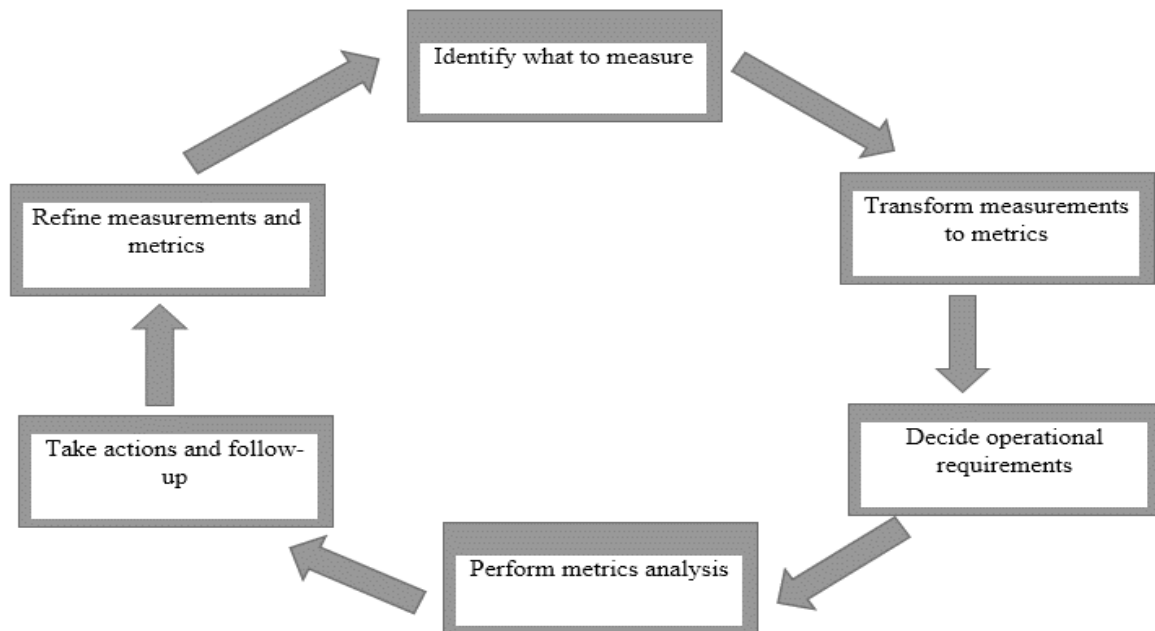 Identify what to measure
Transform measurements
to metrics
Decide operational
requirements
Perform metrics analysis
Take actions and follow-
up
Refine measurements and
metrics